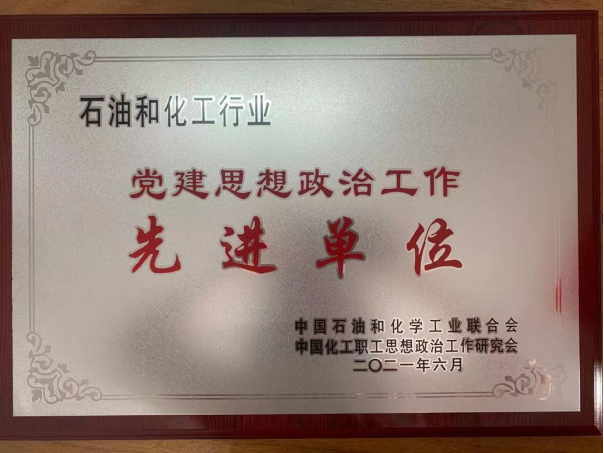 石油和化工行业
党建思想政治工作
先进单位
中国石油和化学工业联合会
中国化工职工思想政治工作研究会
二〇二一年六月